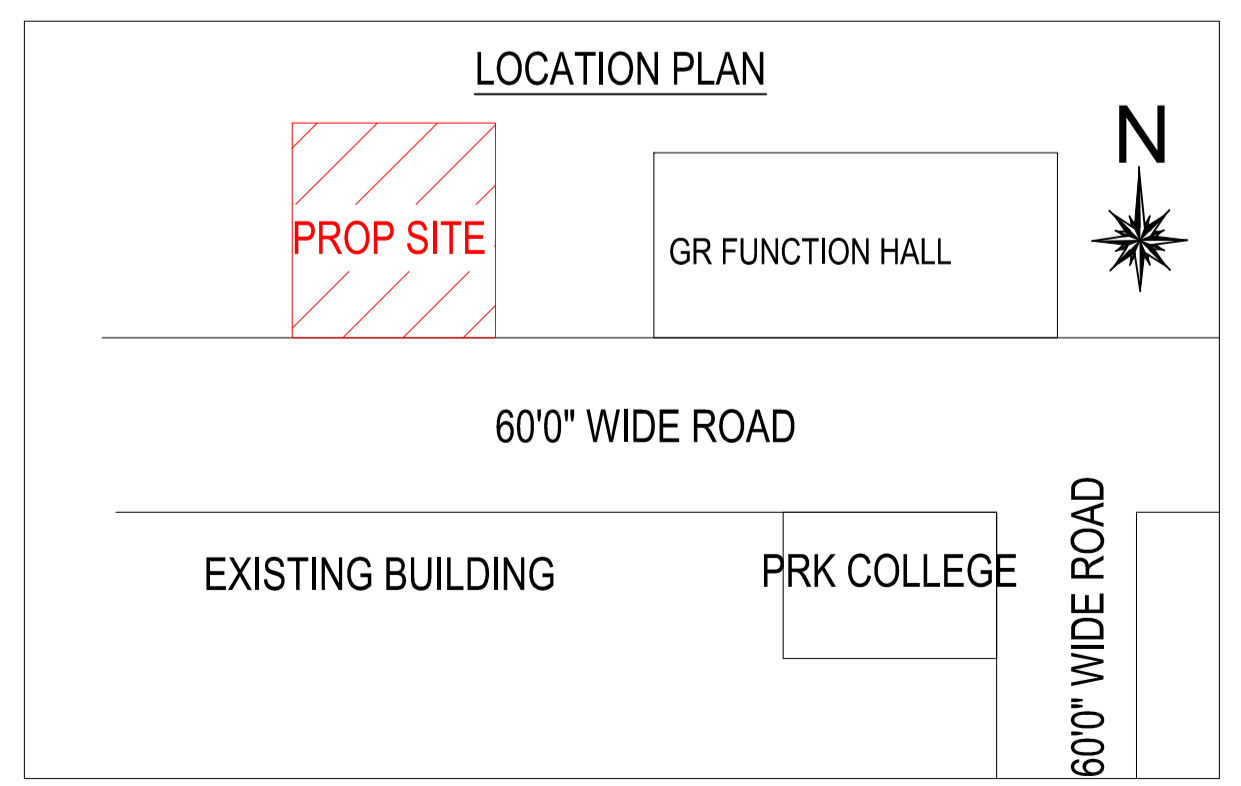 LOCATION PLAN
N
PROP SITE
GR FUNCTION HALL
60'0" WIDE ROAD
EXISTING BUILDING
PRK COLLEGE
60'0" WIDE ROAD